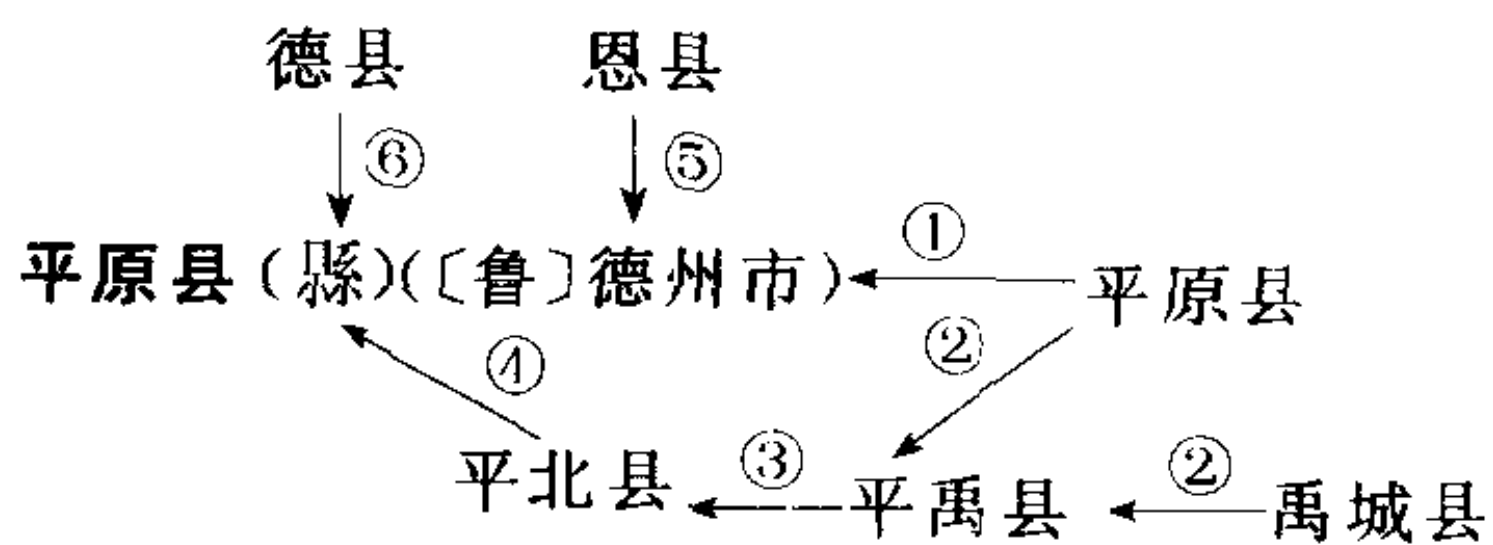 德县 恩县
⑥ ⑤
①
平原县(縣)(〔鲁〕德州市) 平原县
②
④
平北县 ③ 平禹县 ② 禹城县